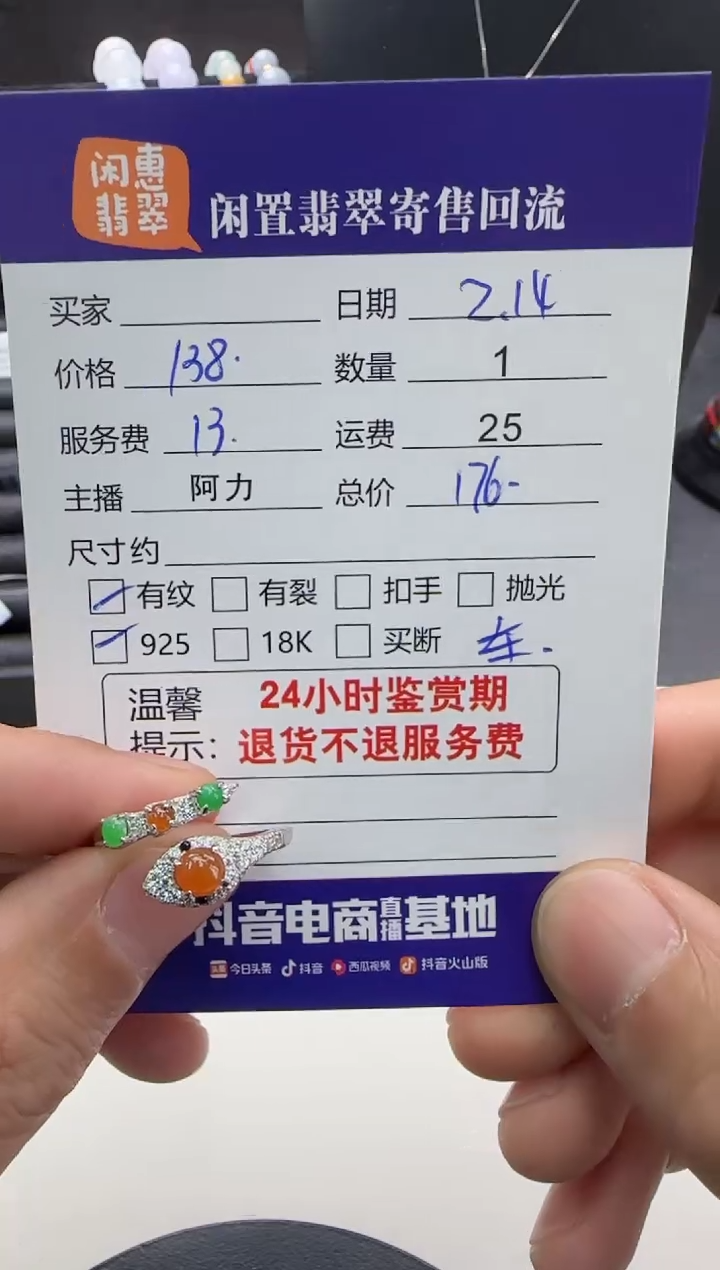 闲惠
翡翠
闲置翡翠寄售回流
买家 日期 2.14
价格 138. 数量 1
服务费 13. 运费 25
主播 阿力 总价 176-
尺寸约
有纹 有裂 扣手 抛光
925 18K 买断 车.
温馨 24小时鉴赏期
提示：退货不退服务费
抖音电商直播基地
头条 今日头条 抖音 西瓜视频 抖音火山版